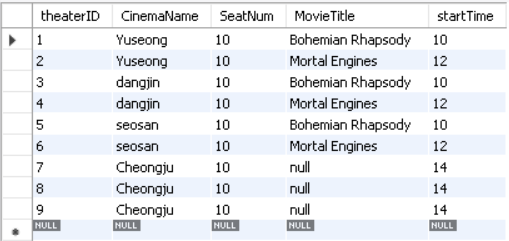 theaterID CinemaName SeatNum MovieTitle startTime
1 Yuseong 10 Bohemian Rhapsody 10
2 Yuseong 10 Mortal Engines 12
3 dangjin 10 Bohemian Rhapsody 10
4 dangjin 10 Mortal Engines 12
5 seosan 10 Bohemian Rhapsody 10
6 seosan 10 Mortal Engines 12
7 Cheongju 10 null 14
8 Cheongju 10 null 14
9 Cheongju 10 null 14
NULL NULL NULL NULL NULL